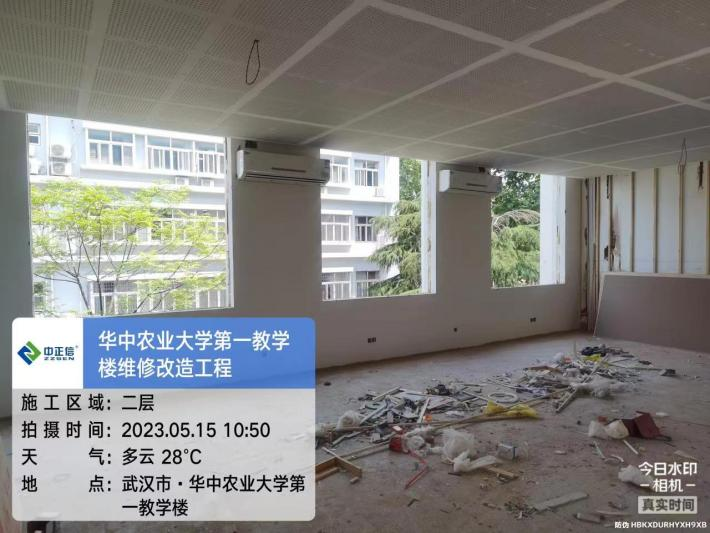 中正信
ZZSEN
华中农业大学第一教学
楼维修改造工程
施工区域：二层
拍摄时间：2023.05.15 10:50
天气：多云 28°C
地点：武汉市·华中农业大学第
一教学楼
今日水印
-相机-
真实时间
防伪 HBKXDURHYXH9XB